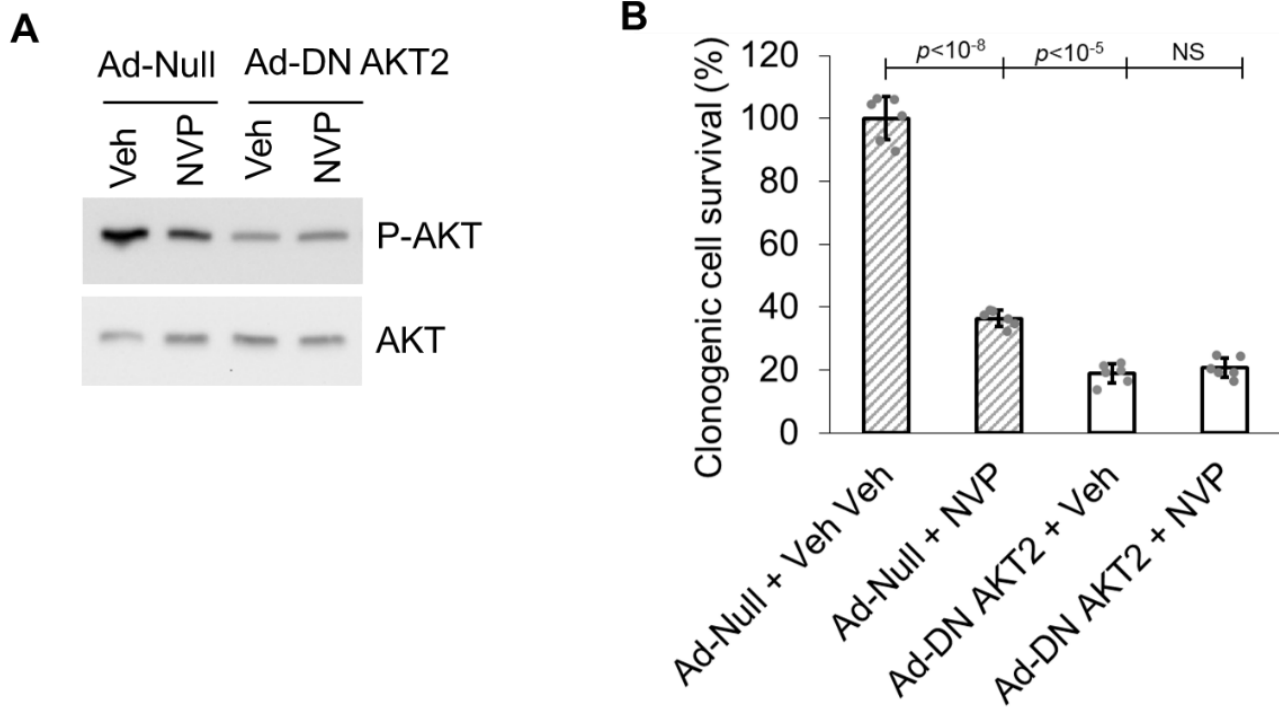 A
Ad-Null Ad-DN AKT2
Veh NVP Veh NVP
P-AKT
AKT
B
Clonogenic cell survival (%)
120
100
80
60
40
20
0
p<10-8 p<10-5 NS
Ad-Null + Veh Veh
Ad-Null + NVP
Ad-DN AKT2 + Veh
Ad-DN AKT2 + NVP